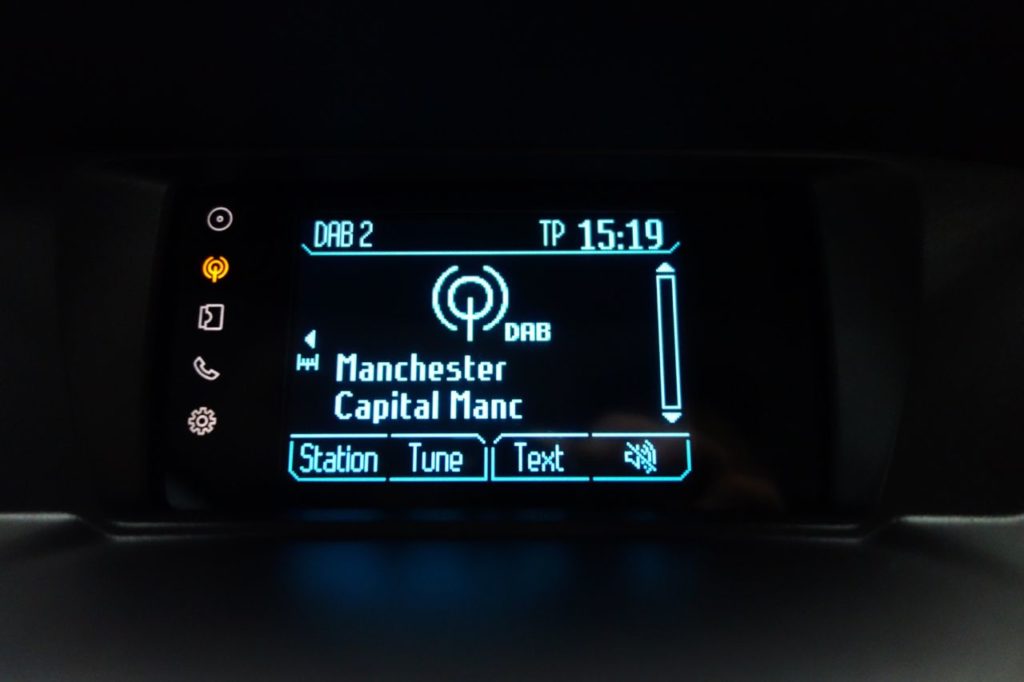 DAB 2 TP 15:19
DAB
Manchester
Capital Manc
Station Tune Text